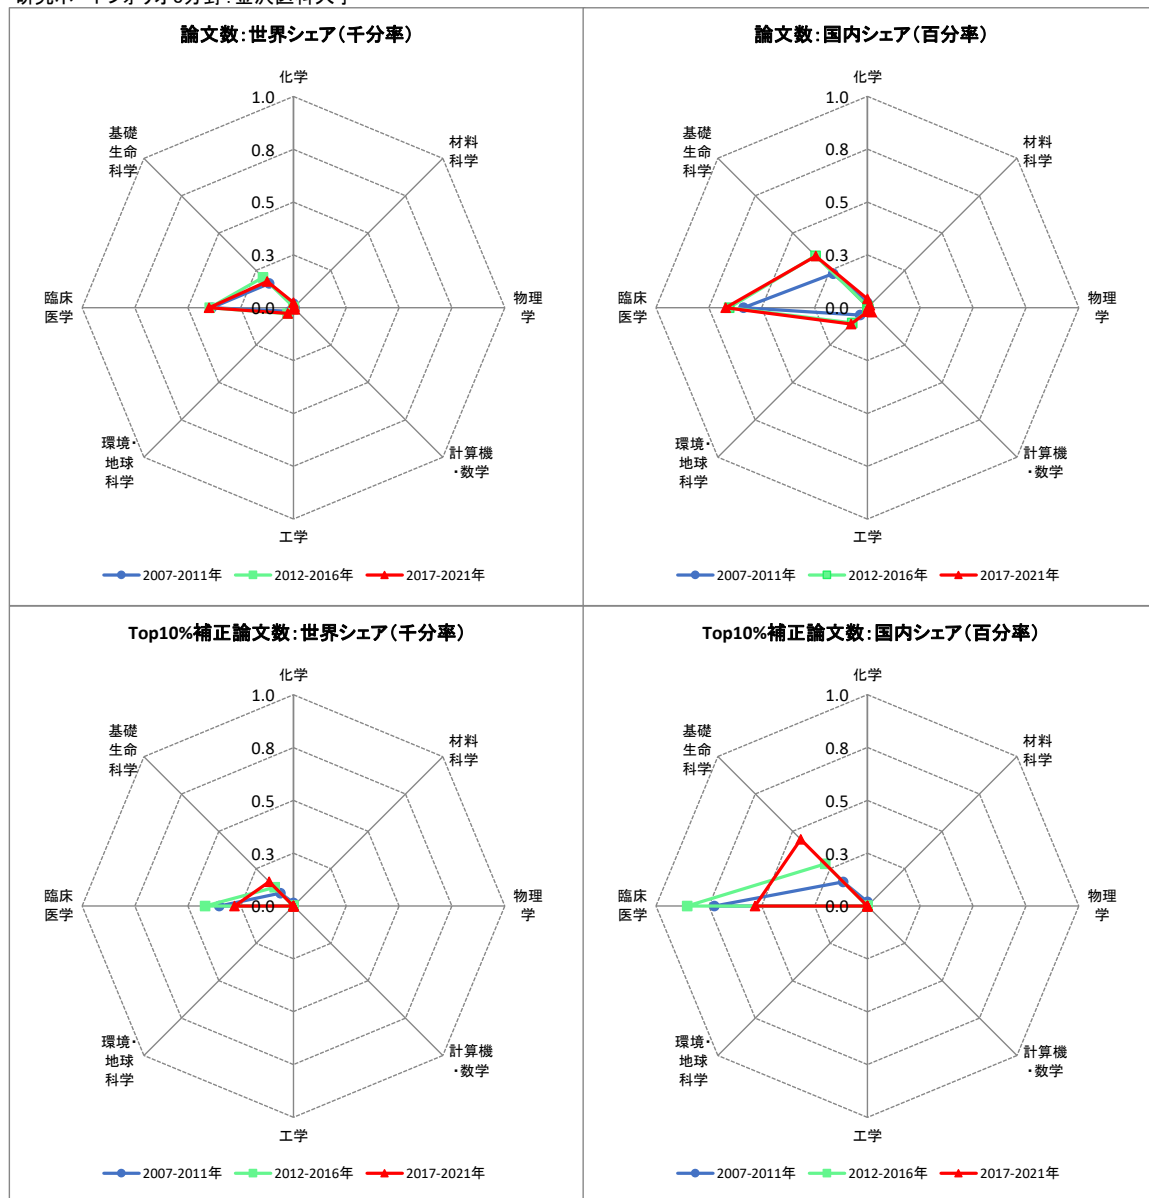 論文数：世界シェア（千分率）
化学
1.0
0.8
0.5
0.3
0.0
材料
科学
物理
学
計算機
・数学
工学
環境・
地球
科学
臨床
医学
基礎
生命
科学
2007-2011年 2012-2016年 2017-2021年
論文数：国内シェア（百分率）
化学
1.0
0.8
0.5
0.3
0.0
材料
科学
物理
学
計算機
・数学
工学
環境・
地球
科学
臨床
医学
基礎
生命
科学
2007-2011年 2012-2016年 2017-2021年
Top10%補正論文数：世界シェア（千分率）
化学
1.0
0.8
0.5
0.3
0.0
材料
科学
物理
学
計算機
・数学
工学
環境・
地球
科学
臨床
医学
基礎
生命
科学
2007-2011年 2012-2016年 2017-2021年
Top10%補正論文数：国内シェア（百分率）
化学
1.0
0.8
0.5
0.3
0.0
材料
科学
物理
学
計算機
・数学
工学
環境・
地球
科学
臨床
医学
基礎
生命
科学
2007-2011年 2012-2016年 2017-2021年